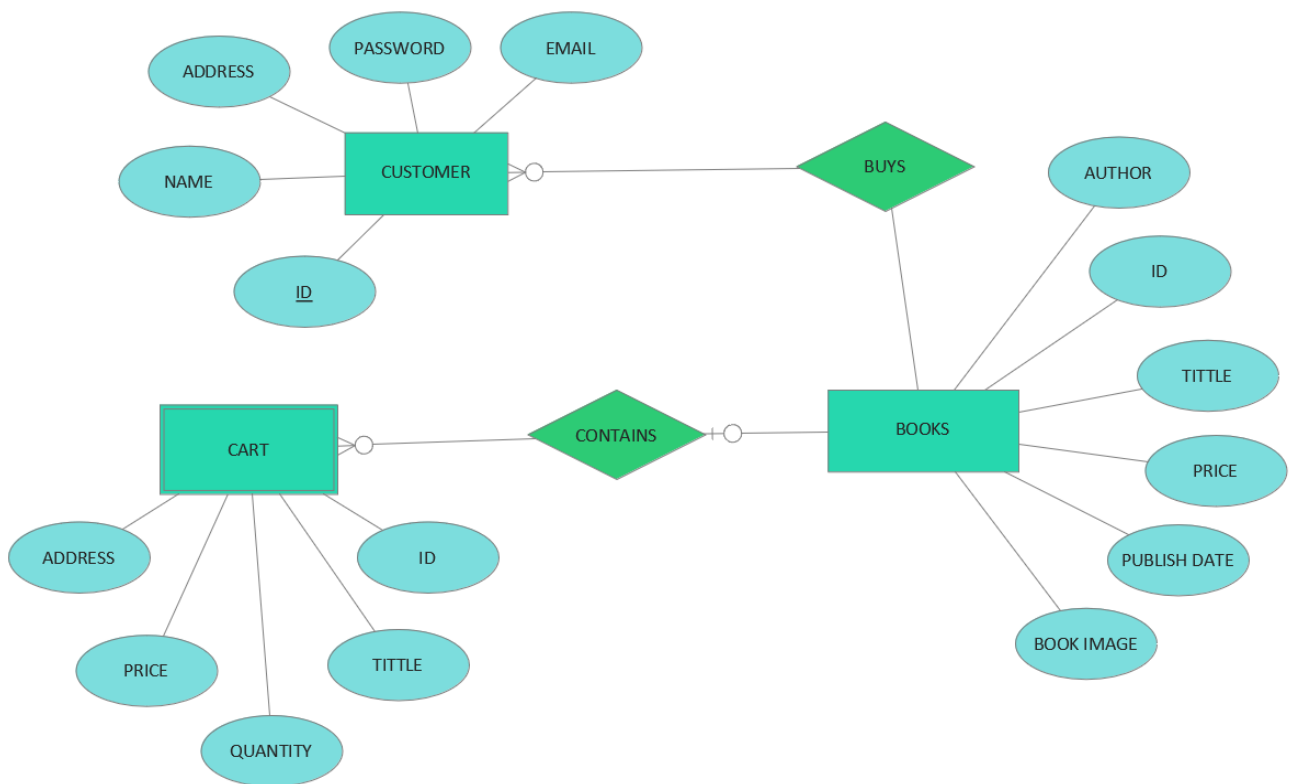 PASSWORD
EMAIL
ADDRESS
CUSTOMER
BUYS
AUTHOR
NAME
ID
ID
TITTLE
BOOKS
CONTAINS
CART
PRICE
ADDRESS
ID
PUBLISH DATE
BOOK IMAGE
TITTLE
PRICE
QUANTITY